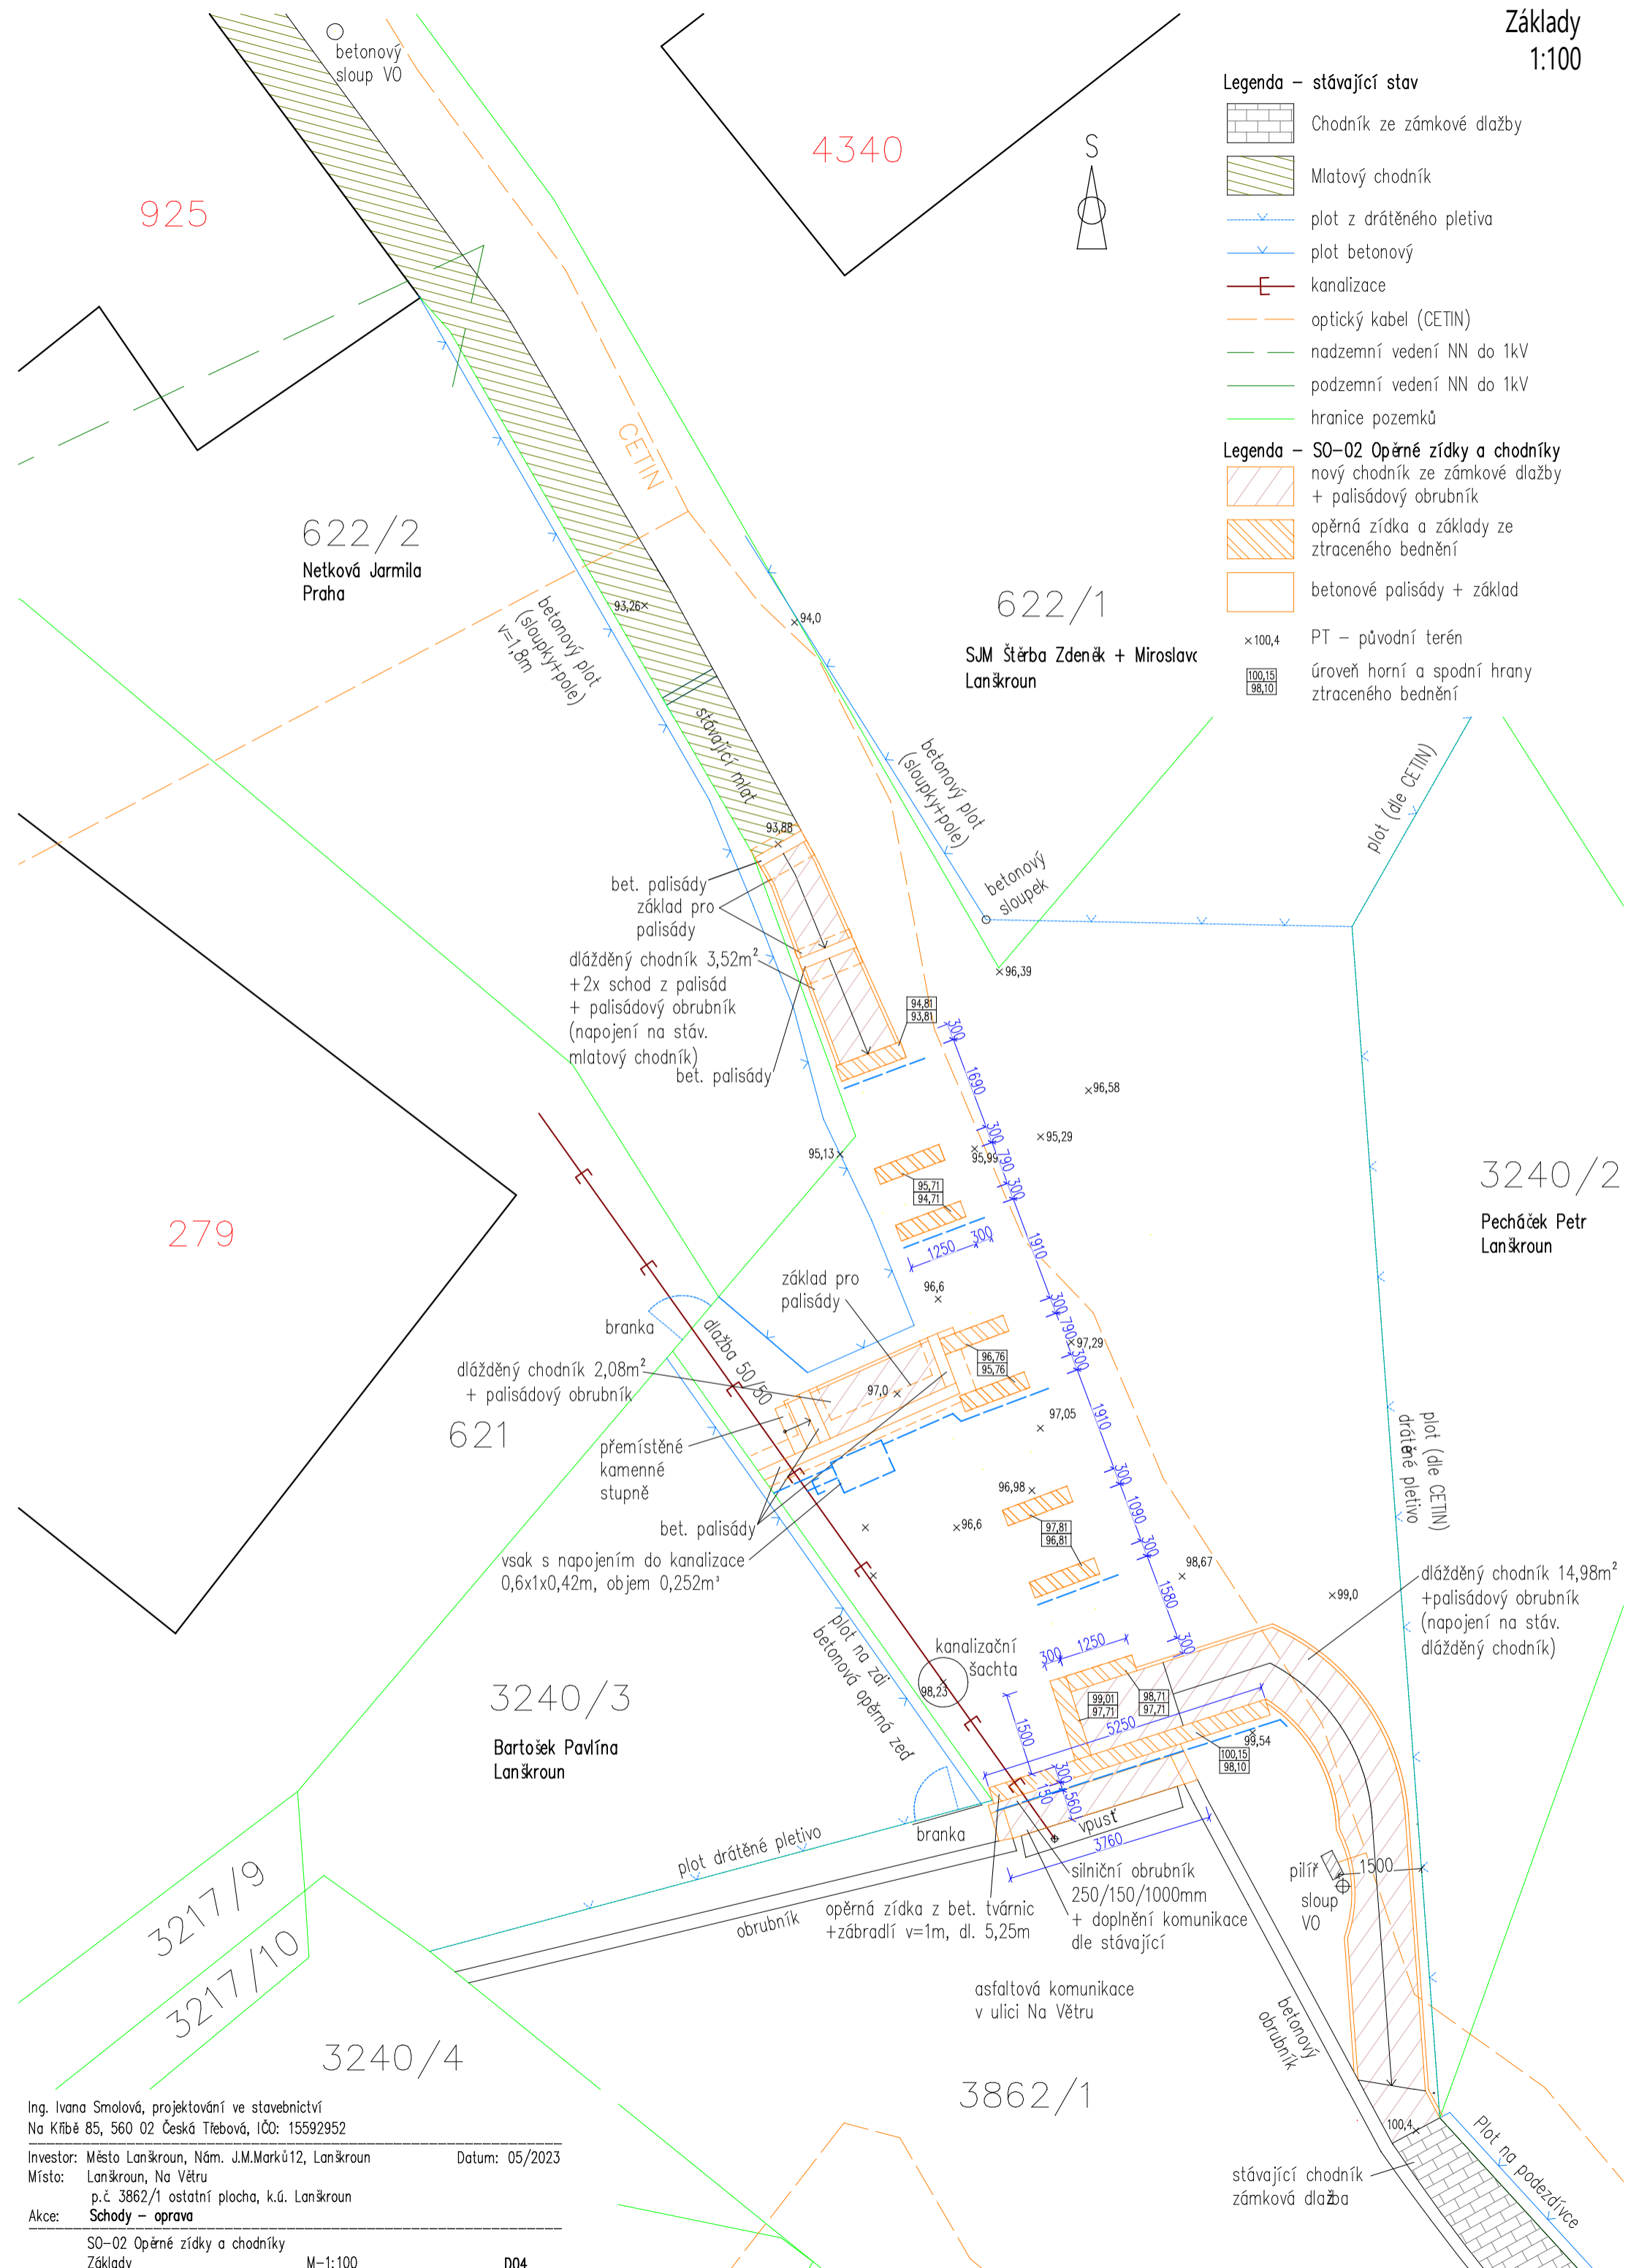 Základy
1:100
Legenda – stávající stav
Chodník ze zámkové dlažby
Mlatový chodník
plot z drátěného pletiva
plot betonový
kanalizace
optický kabel (CETIN)
nadzemní vedení NN do 1kV
podzemní vedení NN do 1kV
hranice pozemků
Legenda – SO–02 Opěrné zídky a chodníky
nový chodník ze zámkové dlažby
+ palisádový obrubník
opěrná zídka a základy ze
ztraceného bednění
betonové palisády + základ
×100,4
PT – původní terén
100,15
98,10
úroveň horní a spodní hrany
ztraceného bednění
betonový
sloup VO
S
4340
925
CETIN
622/2
Netková Jarmila
Praha
93,26×
94,0
betonový plot
(sloupky+pole)
v=1,8m
622/1
SJM Štěrba Zdeněk + Miroslava
Lanškroun
stávající mlat
betonový plot
(sloupky+pole)
plot (dle CETIN)
93,88
betonový
sloupek
bet. palisády
základ pro
palisády
dlážděný chodník 3,52m²
+2x schod z palisád
+ palisádový obrubník
(napojení na stáv.
mlatový chodník)
bet. palisády
×96,39
94,81
93,81
300
1690
×96,58
300
×95,29
95,99
790
300
95,13
95,71
94,71
3240/2
Pecháček Petr
Lanškroun
279
1910
1250
300
základ pro
palisády
96,6
300
790
×97,29
300
branka
dlažba 50/50
dlážděný chodník 2,08m²
+ palisádový obrubník
96,76
95,76
97,0
97,05
1910
621
přemístěné
kamenné
stupně
bet. palisády
vsak s napojením do kanalizace
0,6x1x0,42m, objem 0,252m³
96,98
×96,6
300
1090
300
97,81
96,81
plot (dle CETIN)
drátěné pletivo
98,67
1580
300
×99,0
dlážděný chodník 14,98m²
+palisádový obrubník
(napojení na stáv.
dlážděný chodník)
plot na zdi
betonová opěrná zeď
kanalizační
šachta
98,23
300
1250
99,01
97,71
98,71
97,71
5250
1500
99,54
100,15
98,10
3240/3
Bartošek Pavlína
Lanškroun
300
150
560
vpusť
3760
branka
plot drátěné pletivo
obrubník
opěrná zídka z bet. tvárnic
+zábradlí v=1m, dl. 5,25m
silniční obrubník
250/150/1000mm
+ doplnění komunikace
dle stávající
pilíř
1500
sloup
VO
asfaltová komunikace
v ulici Na Větru
betonový
obrubník
3217/9
3217/10
3240/4
3862/1
100,4
Plot na podezdívce
stávající chodník
zámková dlažba
Ing. Ivana Smolová, projektování ve stavebnictví
Na Křibě 85, 560 02 Česká Třebová, IČO: 15592952
Investor: Město Lanškroun, Nám. J.M.Marků12, Lanškroun Datum: 05/2023
Místo: Lanškroun, Na Větru
p.č. 3862/1 ostatní plocha, k.ú. Lanškroun
Akce: Schody – oprava
SO–02 Opěrné zídky a chodníky
Základy M–1:100 D04